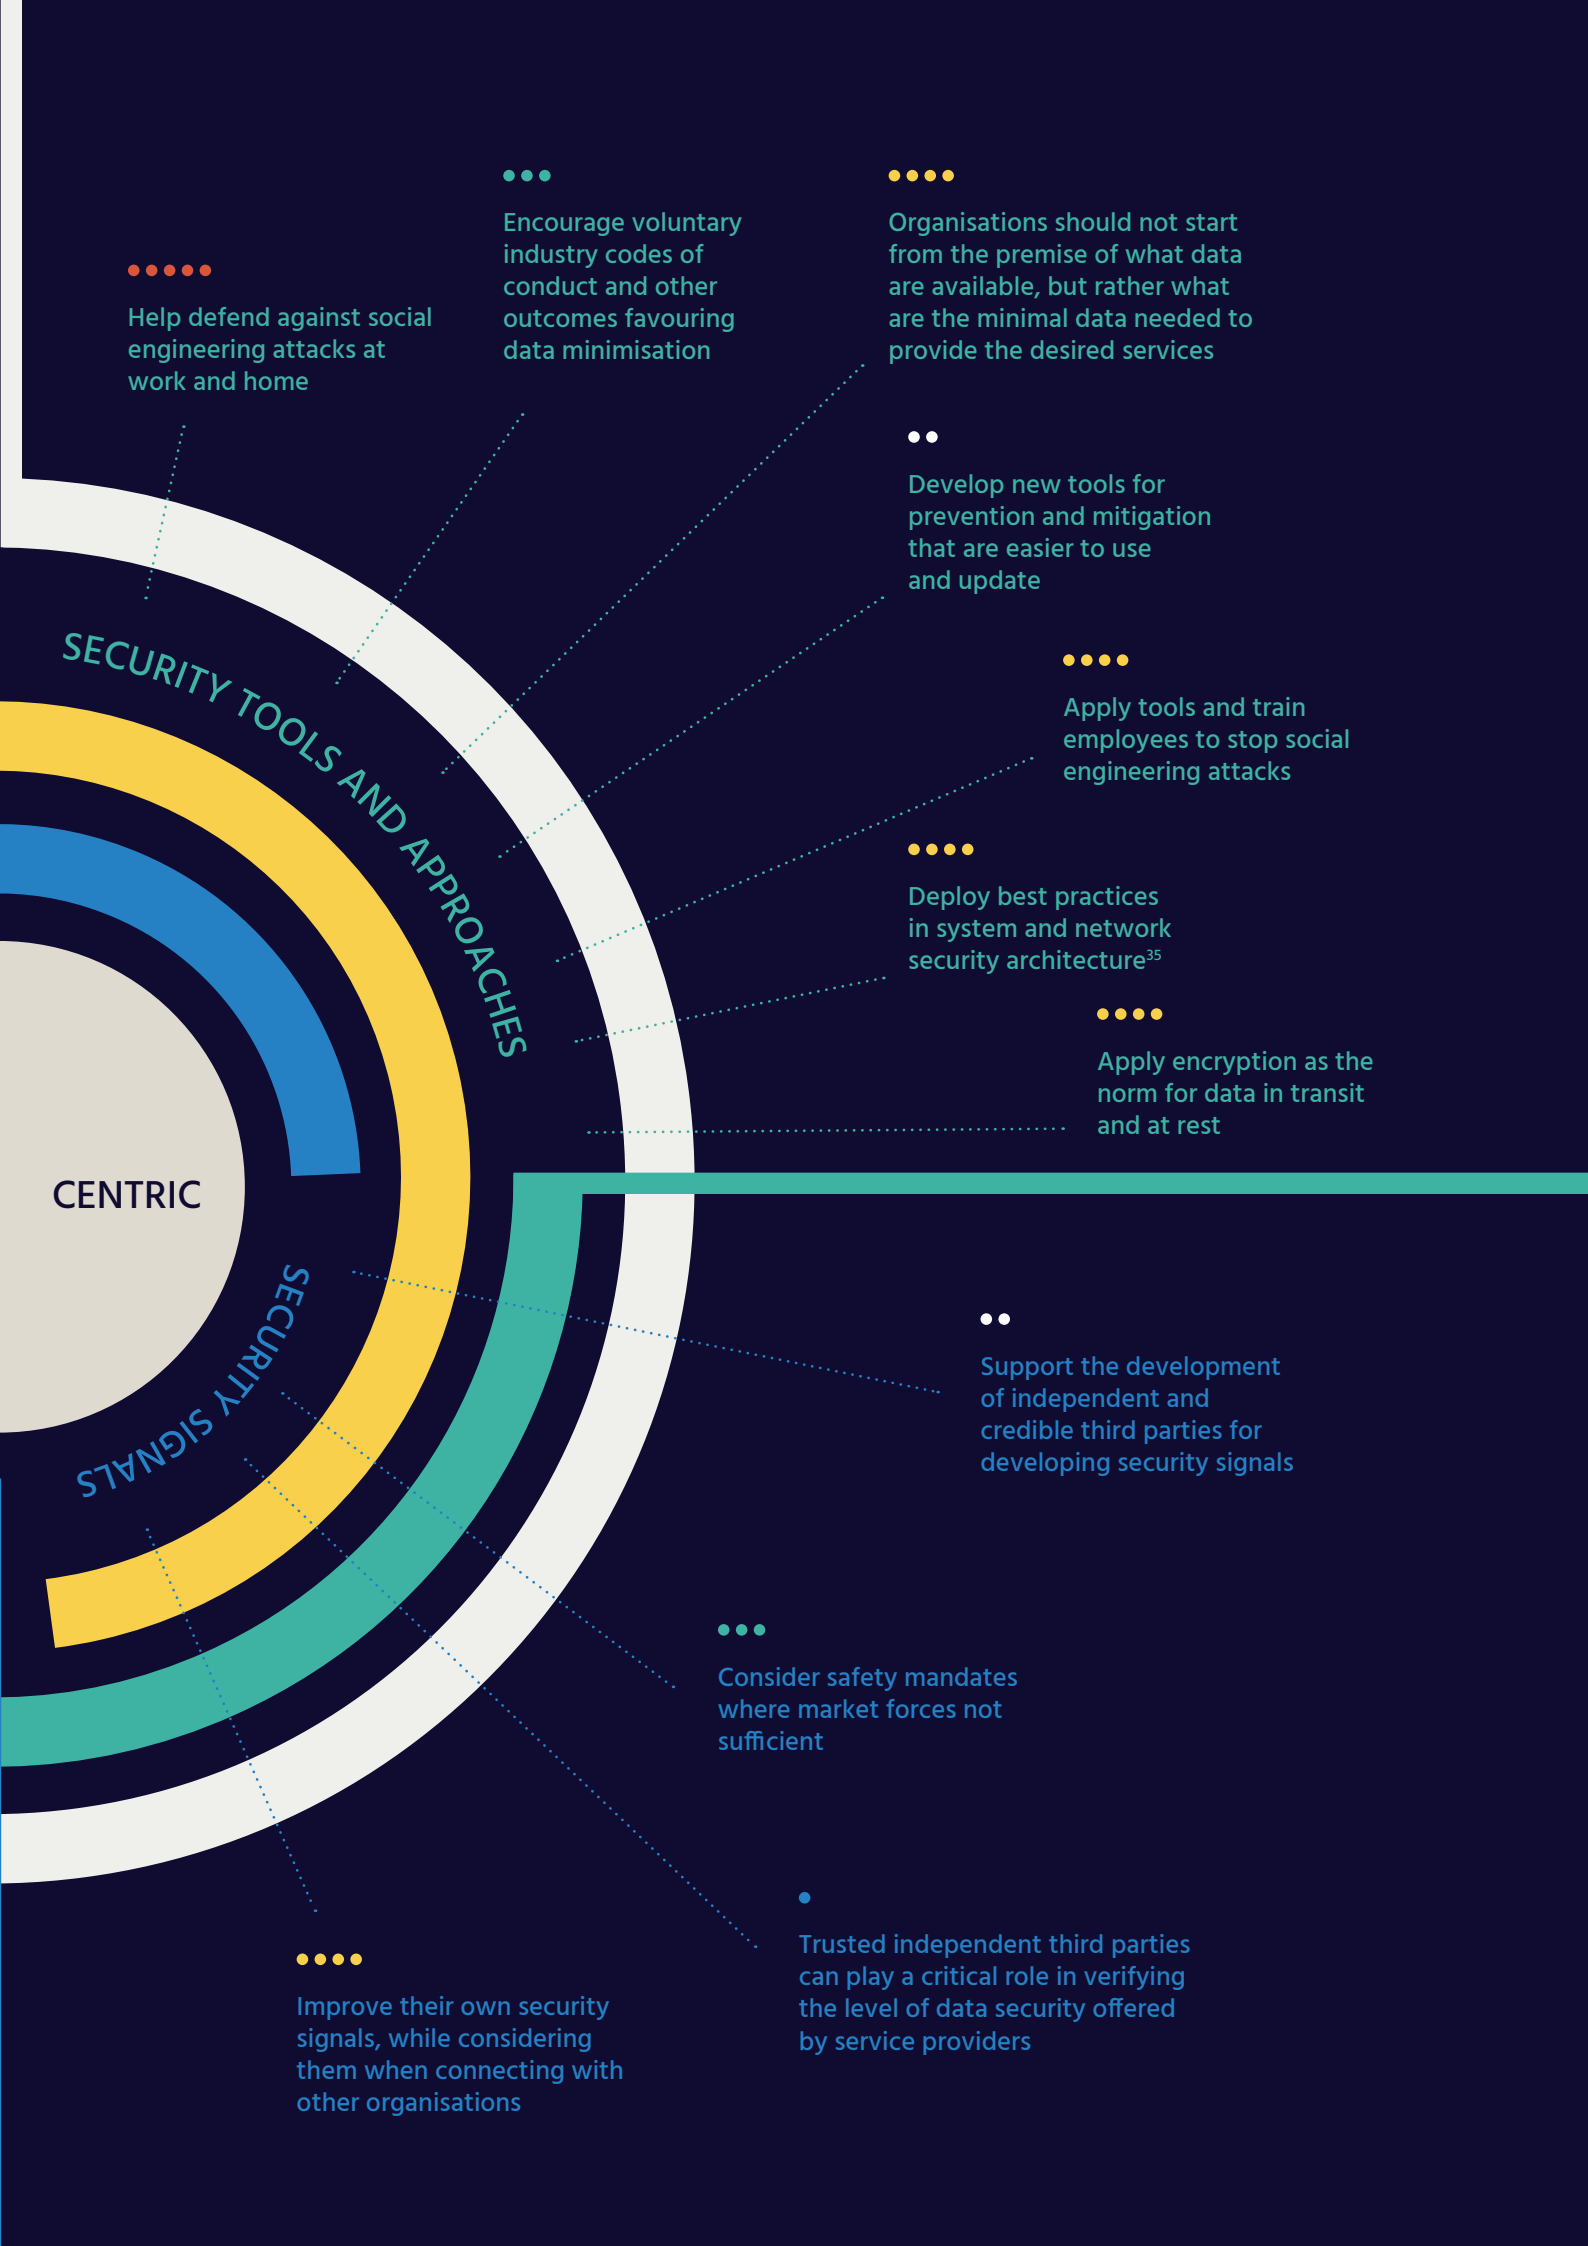 Encourage voluntary
industry codes of
conduct and other
outcomes favouring
data minimisation
Organisations should not start
from the premise of what data
are available, but rather what
are the minimal data needed to
provide the desired services
Help defend against social
engineering attacks at
work and home
Develop new tools for
prevention and mitigation
that are easier to use
and update
SECURITY TOOLS AND APPROACHES
Apply tools and train
employees to stop social
engineering attacks
Deploy best practices
in system and network
security architecture³⁵
Apply encryption as the
norm for data in transit
and at rest
CENTRIC
SECURITY SIGNALS
Support the development
of independent and
credible third parties for
developing security signals
Consider safety mandates
where market forces not
sufficient
Trusted independent third parties
can play a critical role in verifying
the level of data security offered
by service providers
Improve their own security
signals, while considering
them when connecting with
other organisations